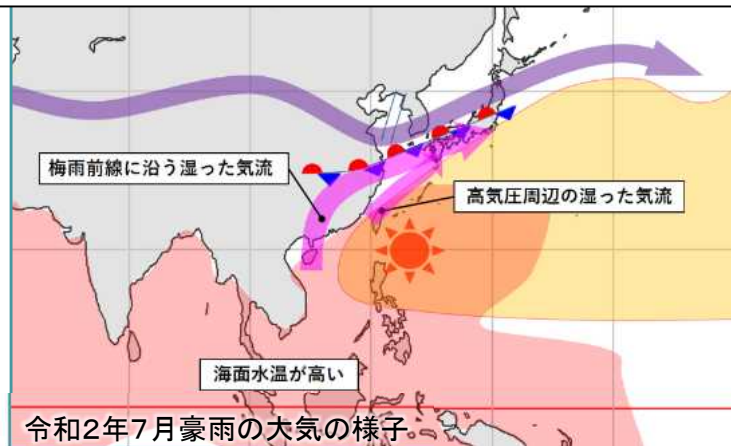 梅雨前線に沿う湿った気流
高気圧周辺の湿った気流
海面水温が高い
令和2年7月豪雨の大気の様子